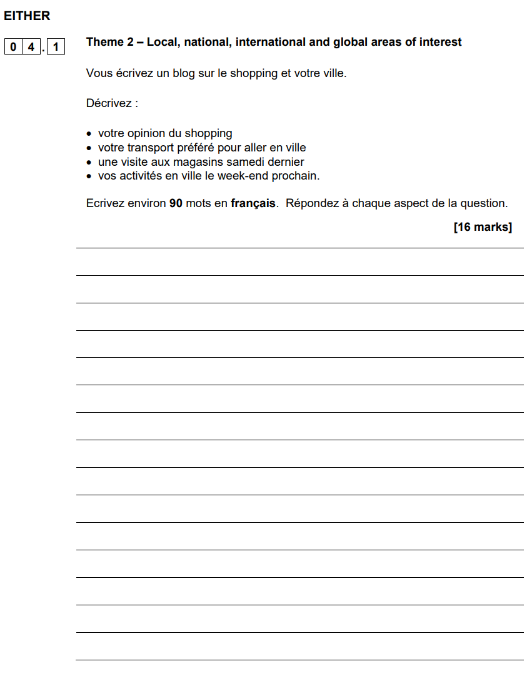 EITHER
0 4 . 1 Theme 2 – Local, national, international and global areas of interest
Vous écrivez un blog sur le shopping et votre ville.
Décrivez :
• votre opinion du shopping
• votre transport préféré pour aller en ville
• une visite aux magasins samedi dernier
• vos activités en ville le week-end prochain.
Ecrivez environ 90 mots en français. Répondez à chaque aspect de la question.
[16 marks]